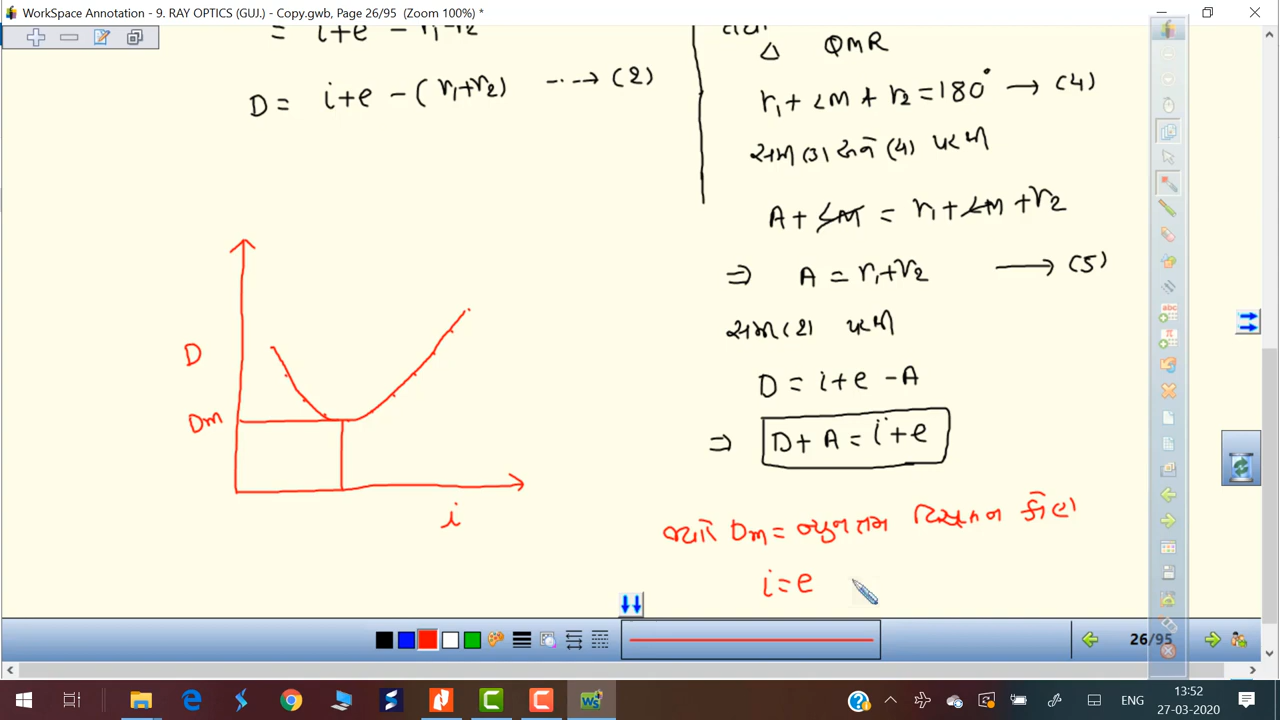 WorkSpace Annotation - 9. RAY OPTICS (GUJ.) - Copy.gwb, Page 26/95 (Zoom 100%) *
= i+e - r1-r2
D = i+e - (r1+r2) ---→ (2)
તથા
△ QMR
r1 + ∠M + r2 = 180° → (4)
સમી (3) અને (4) પરથી
A + ∠M = r1 + ∠M + r2
⇒ A = r1+r2 → (5)
સમી (2) પરથી
D = i+e -A
⇒ D+ A = i+e
D
Dm
i
જ્યારે Dm = ન્યુનતમ વિચલન કોણ
i=e
26/95
ENG
13:52
27-03-2020